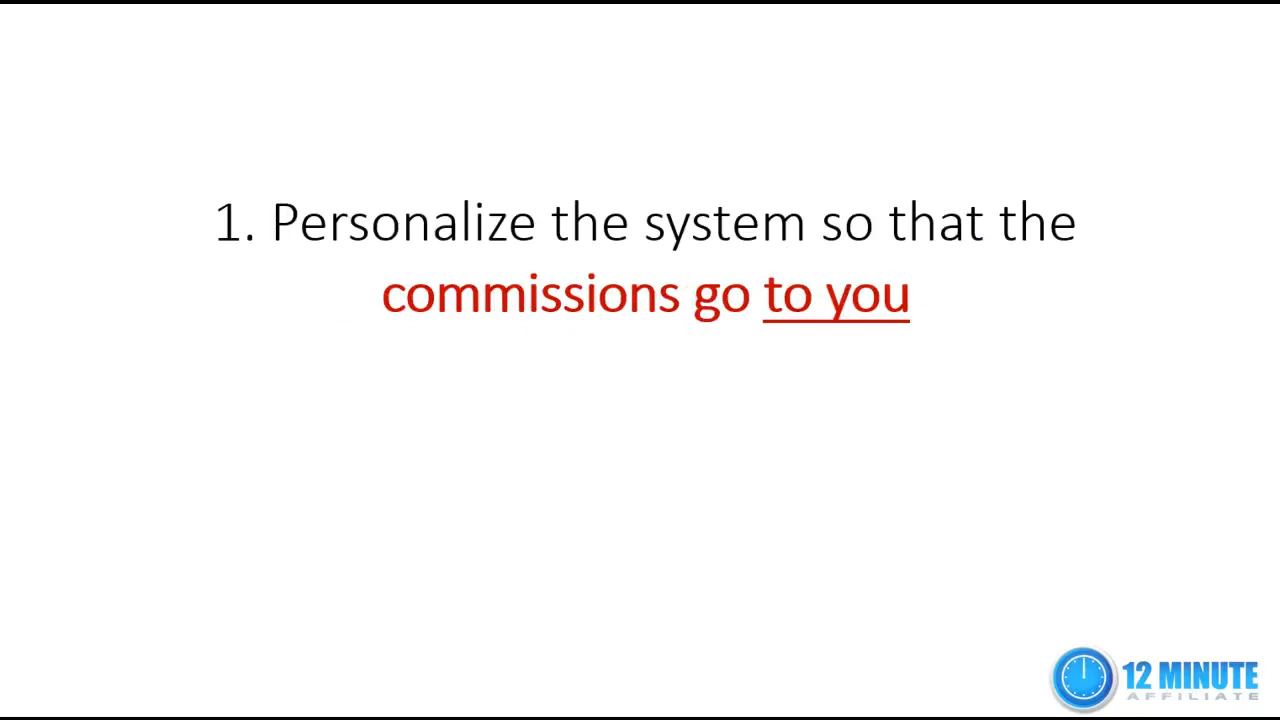 1. Personalize the system so that the
commissions go to you
12 MINUTE
AFFILIATE